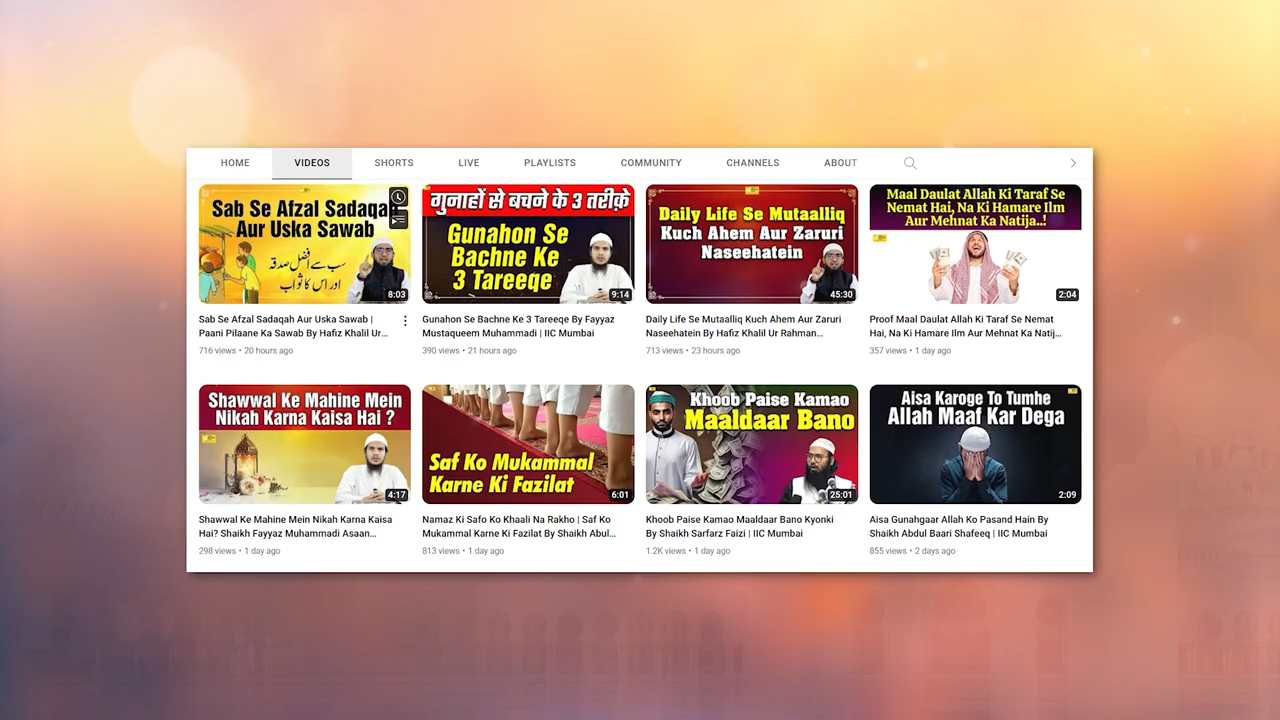 HOME VIDEOS SHORTS LIVE PLAYLISTS COMMUNITY CHANNELS ABOUT
Sab Se Afzal Sadaqah
Aur Uska Sawab
سب سے افضل صدقہ
اور اس کا ثواب
8:03
Sab Se Afzal Sadaqah Aur Uska Sawab |
Paani Pilaane Ka Sawab By Hafiz Khalil Ur...
716 views • 20 hours ago
गुनाहों से बचने के 3 तरीक़े
Gunahon Se
Bachne Ke
3 Tareeqe
9:14
Gunahon Se Bachne Ke 3 Tareeqe By Fayyaz
Mustaqueem Muhammadi | IIC Mumbai
390 views • 21 hours ago
Daily Life Se Mutaalliq
Kuch Ahem Aur Zaruri
Naseehatein
45:30
Daily Life Se Mutaalliq Kuch Ahem Aur Zaruri
Naseehatein By Hafiz Khalil Ur Rahman...
713 views • 23 hours ago
Maal Daulat Allah Ki Taraf Se
Nemat Hai, Na Ki Hamare Ilm
Aur Mehnat Ka Natija..!
2:04
Proof Maal Daulat Allah Ki Taraf Se Nemat
Hai, Na Ki Hamare Ilm Aur Mehnat Ka Natij...
357 views • 1 day ago
Shawwal Ke Mahine Mein
Nikah Karna Kaisa Hai ?
4:17
Shawwal Ke Mahine Mein Nikah Karna Kaisa
Hai? Shaikh Fayyaz Muhammadi Asaan...
298 views • 1 day ago
Saf Ko Mukammal
Karne Ki Fazilat
6:01
Namaz Ki Safo Ko Khaali Na Rakho | Saf Ko
Mukammal Karne Ki Fazilat By Shaikh Abul...
813 views • 1 day ago
Khoob Paise Kamao
Maaldaar Bano
25:01
Khoob Paise Kamao Maaldaar Bano Kyonki
By Shaikh Sarfarz Faizi | IIC Mumbai
1.2K views • 1 day ago
Aisa Karoge To Tumhe
Allah Maaf Kar Dega
2:09
Aisa Gunahgaar Allah Ko Pasand Hain By
Shaikh Abdul Baari Shafeeq | IIC Mumbai
855 views • 2 days ago